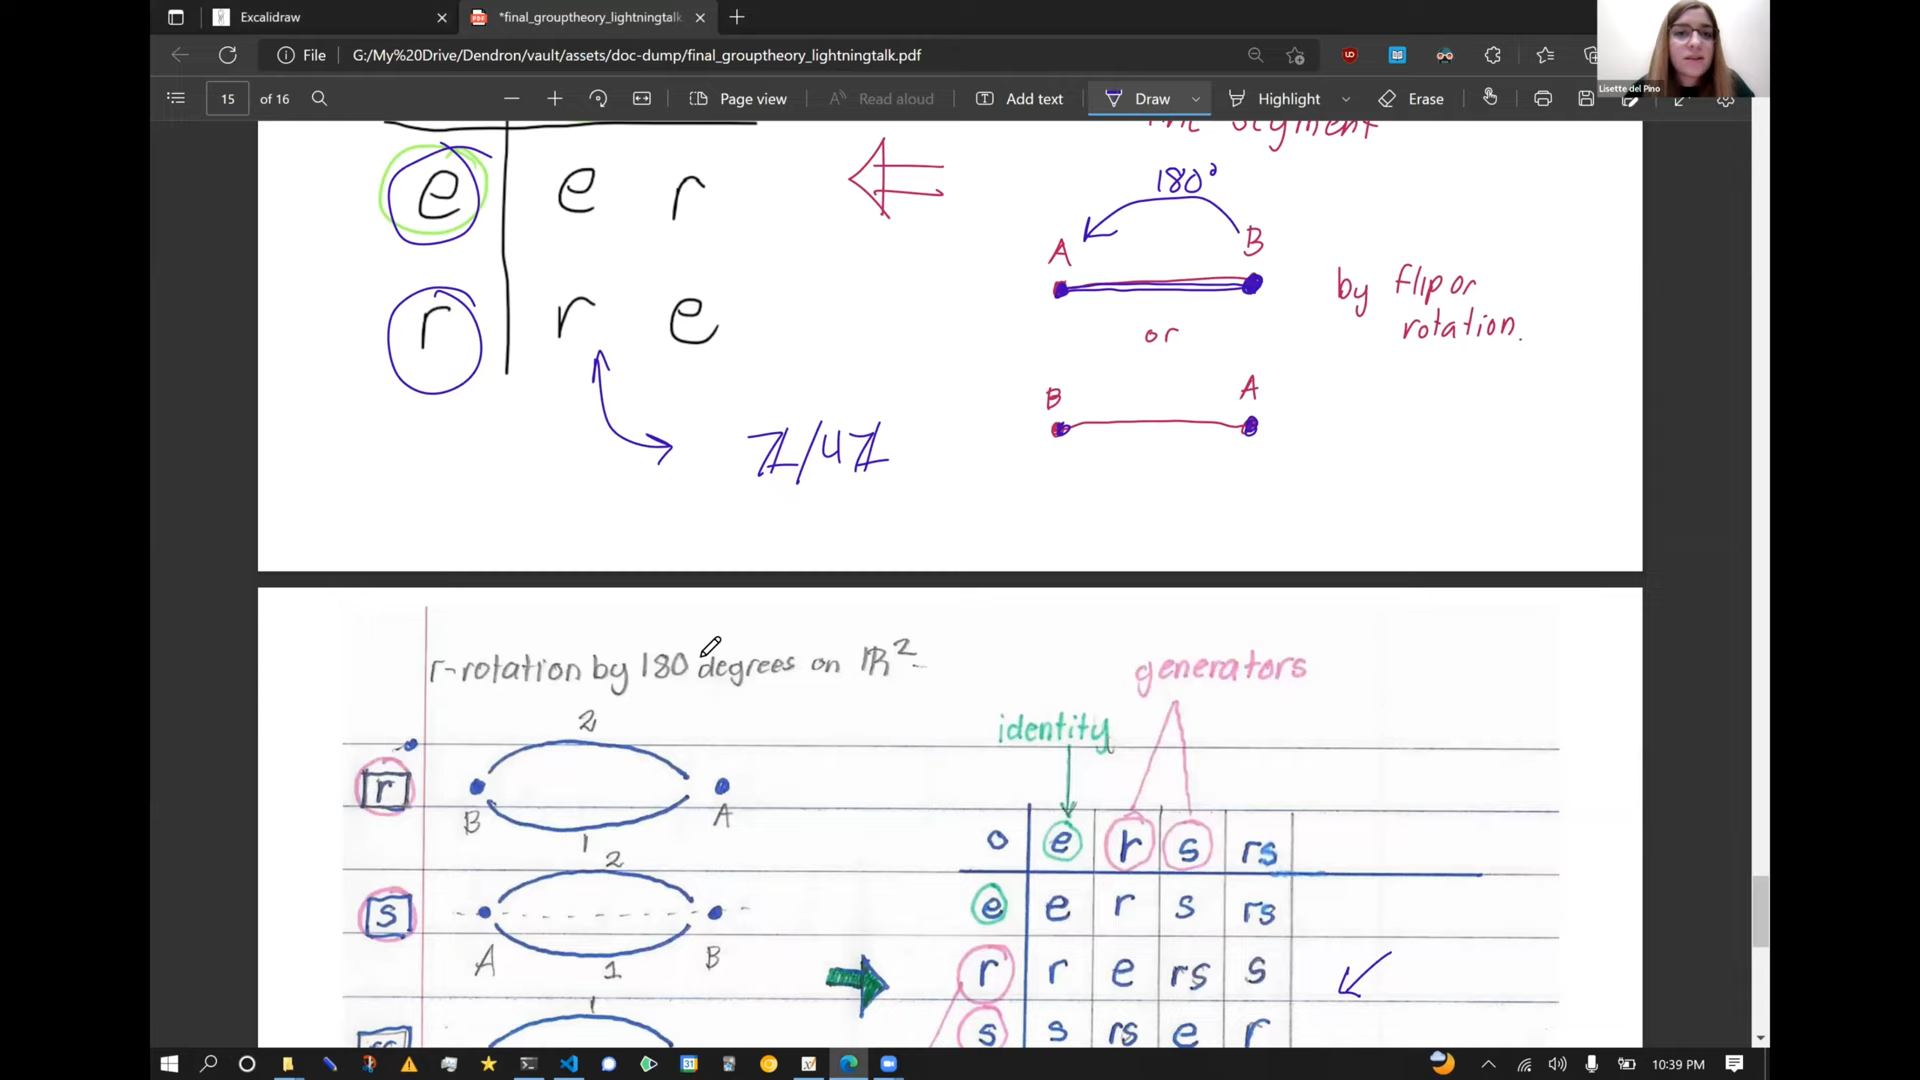 Excalidraw
*final_grouptheory_lightningtalk
File
G:/My%20Drive/Dendron/vault/assets/doc-dump/final_grouptheory_lightningtalk.pdf
Lisette del Pino
15 of 16
Page view
Read aloud
Add text
Draw
Highlight
Erase
segment
e e r
180°
A B
by flip or
rotation.
r r e
or
B A
ℤ/4ℤ
r-rotation by 180 degrees on ℝ²
generators
identity
2
r
B A
1
o e r s rs
2
s
A B
1
e e r s rs
r r e rs s
1
s s rs e r
10:39 PM